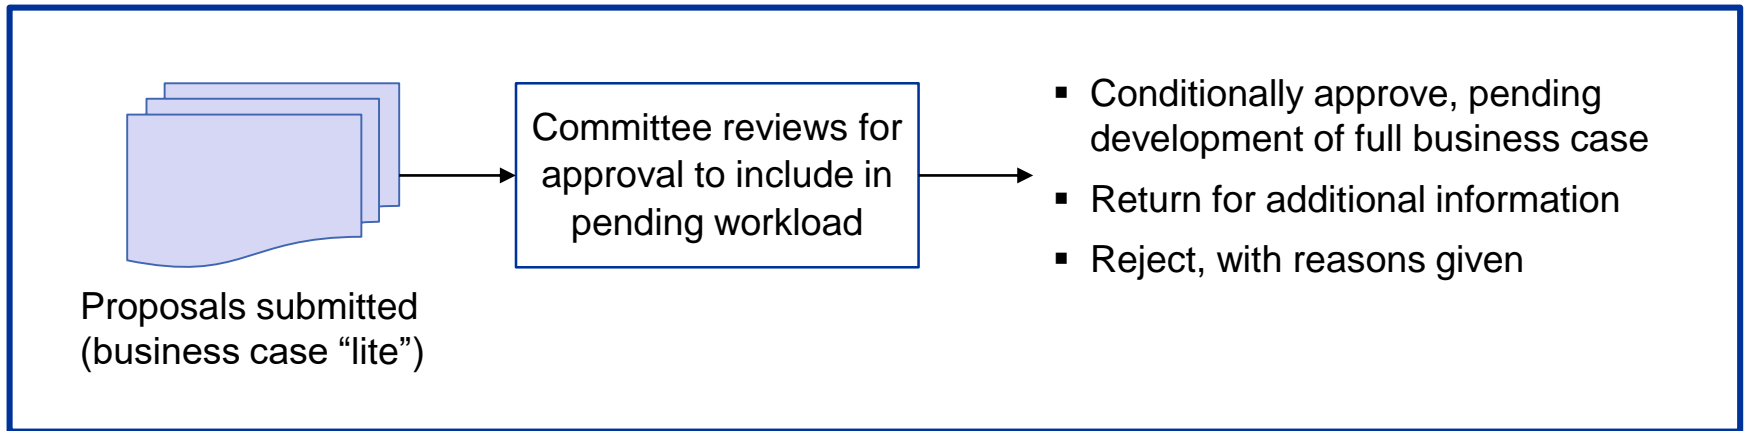 Proposals submitted
(business case “lite”)
Committee reviews for
approval to include in
pending workload
▪ Conditionally approve, pending
development of full business case
▪ Return for additional information
▪ Reject, with reasons given